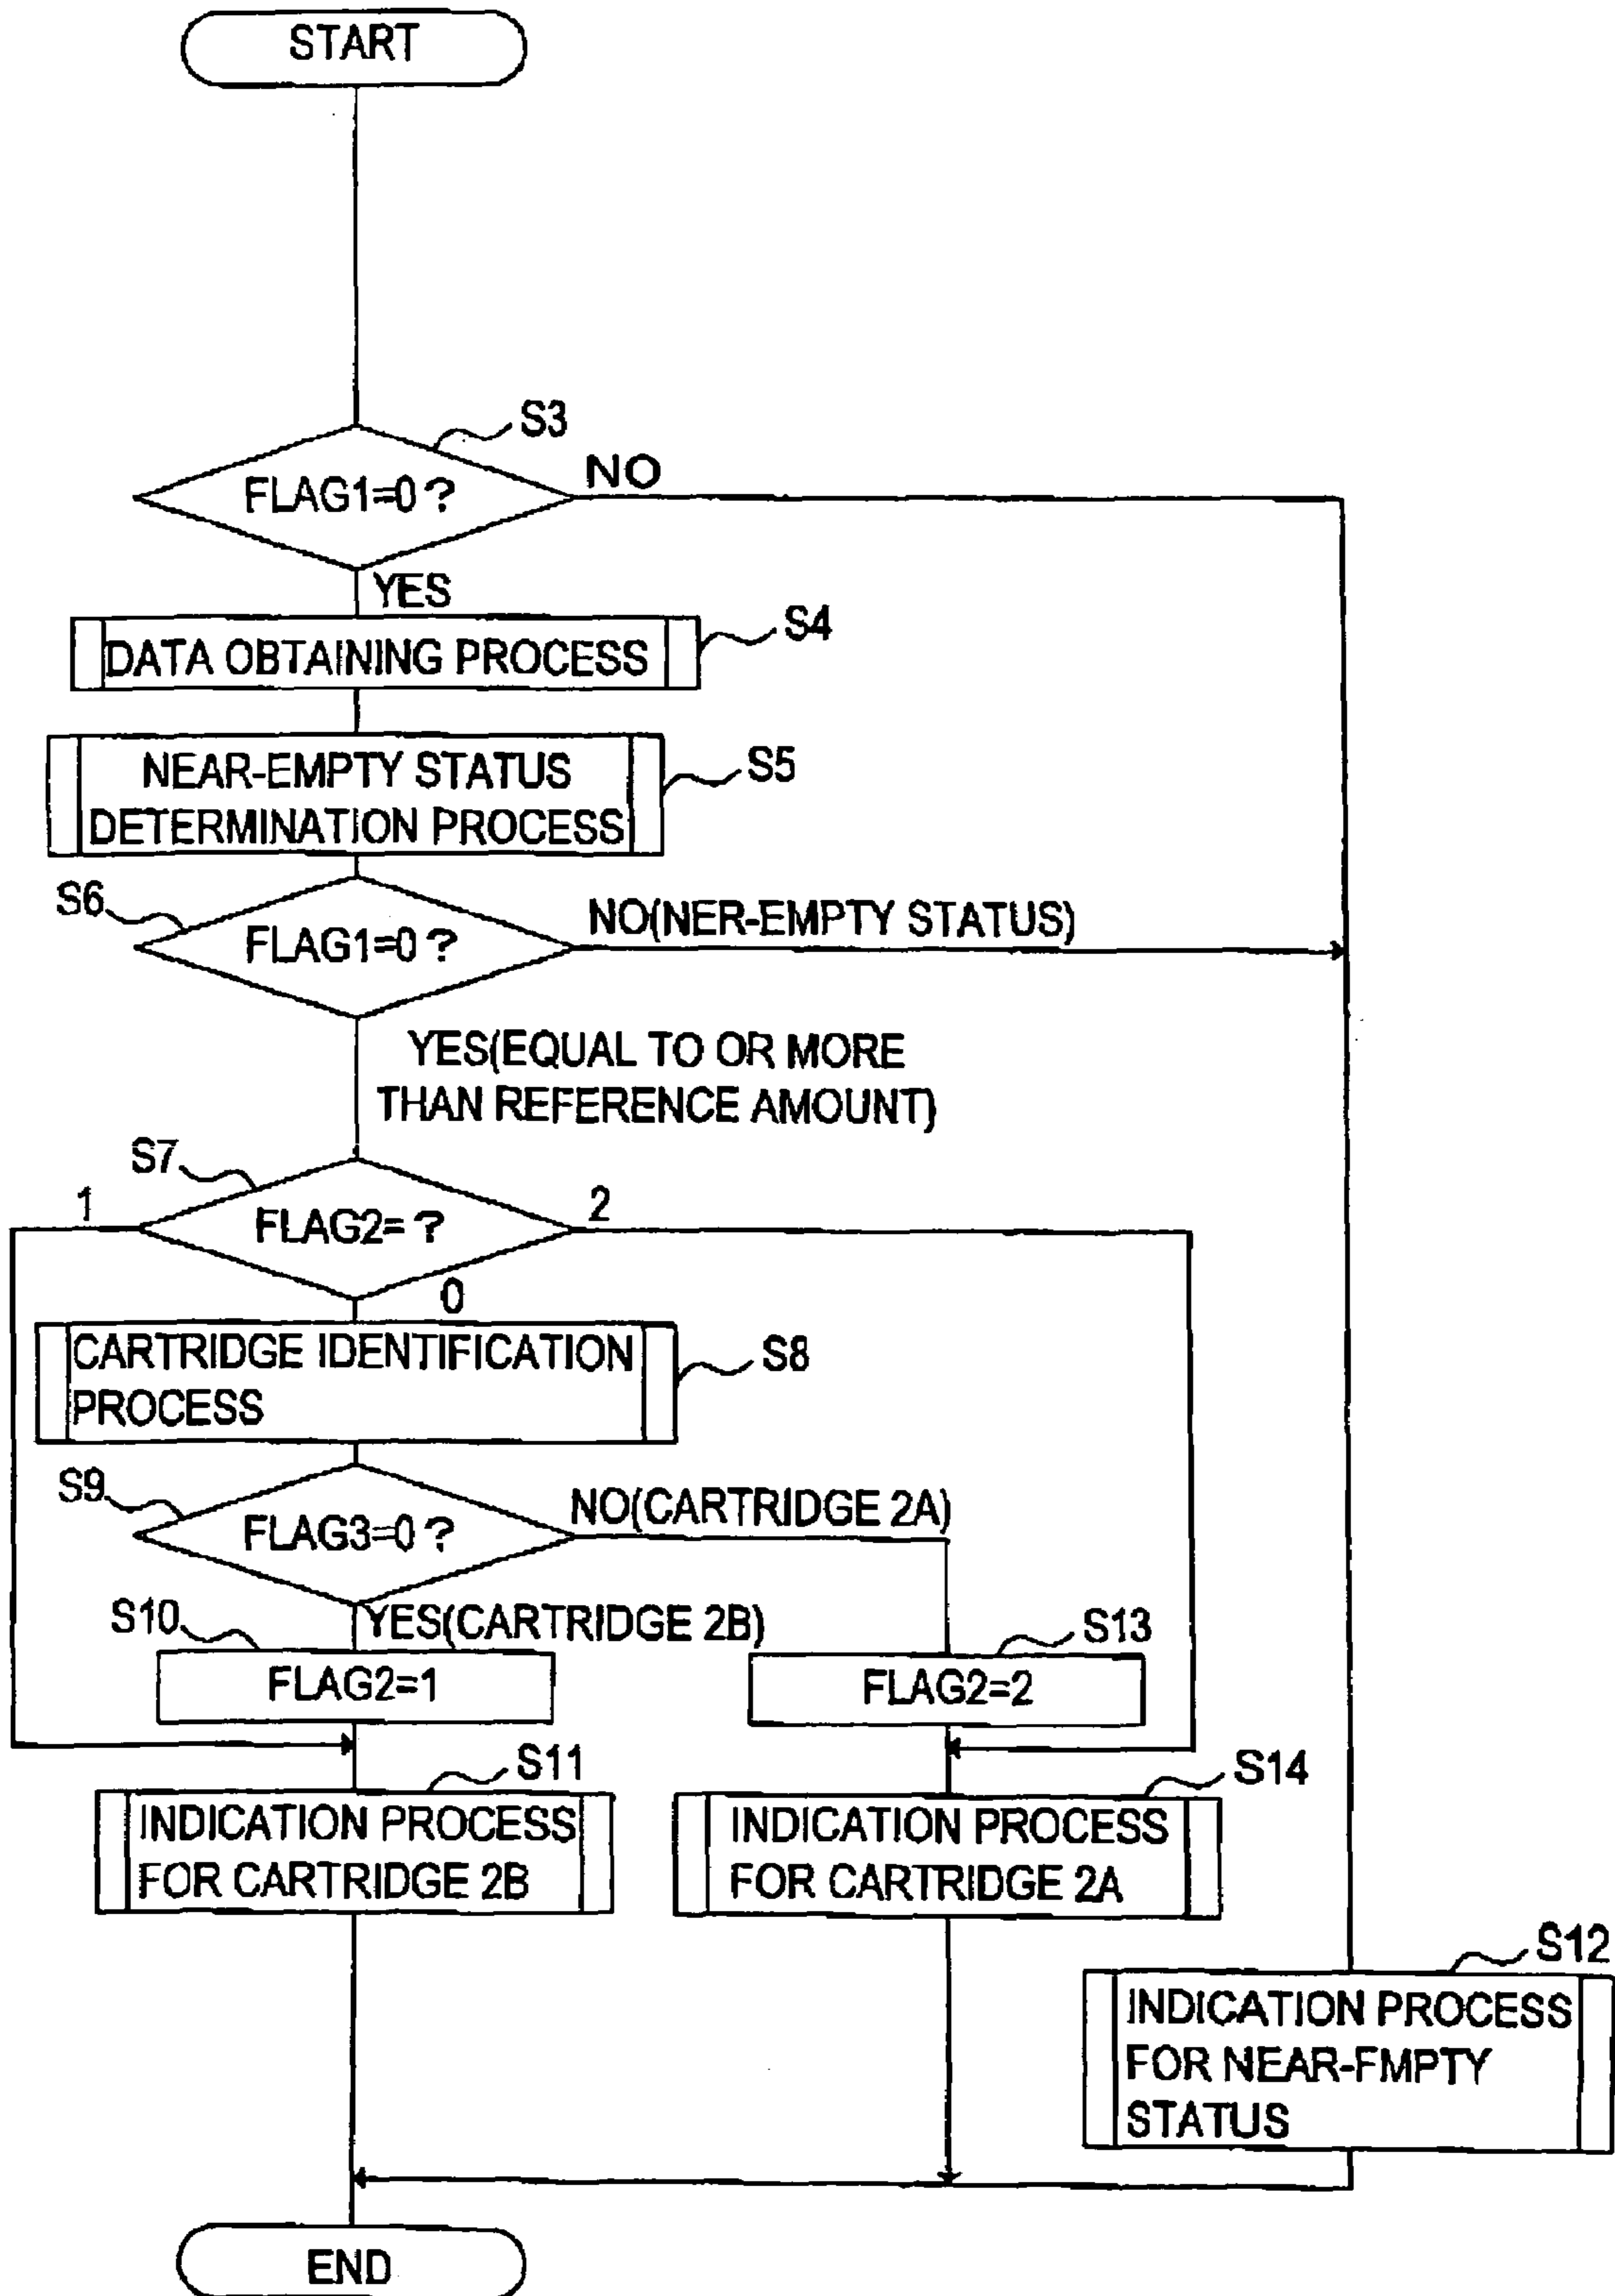 START
S3
FLAG1=0?
NO
YES
DATA OBTAINING PROCESS
S4
NEAR-EMPTY STATUS
DETERMINATION PROCESS
S5
S6
FLAG1=0?
NO(NER-EMPTY STATUS)
YES(EQUAL TO OR MORE
THAN REFERENCE AMOUNT)
S7
1
FLAG2=?
2
0
CARTRIDGE IDENTIFICATION
PROCESS
S8
S9
FLAG3=0?
NO(CARTRIDGE 2A)
YES(CARTRIDGE 2B)
S10
FLAG2=1
S13
FLAG2=2
S11
INDICATION PROCESS
FOR CARTRIDGE 2B
S14
INDICATION PROCESS
FOR CARTRIDGE 2A
S12
INDICATION PROCESS
FOR NEAR-FMPTY
STATUS
END